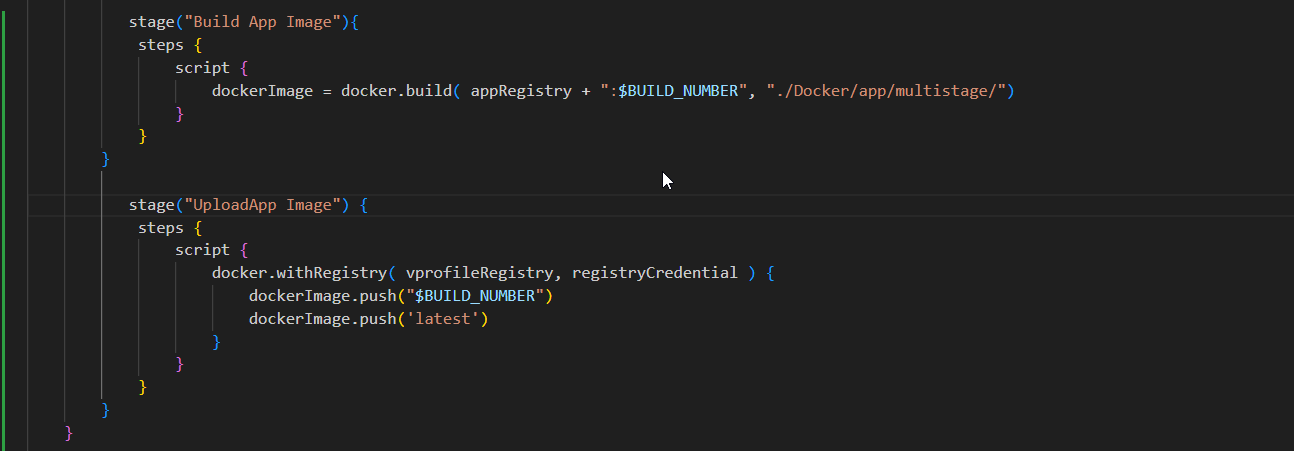 stage("Build App Image"){
steps {
script {
dockerImage = docker.build( appRegistry + ":$BUILD_NUMBER", "./Docker/app/multistage/")
}
}
}
stage("UploadApp Image") {
steps {
script {
docker.withRegistry( vprofileRegistry, registryCredential ) {
dockerImage.push("$BUILD_NUMBER")
dockerImage.push('latest')
}
}
}
}
}